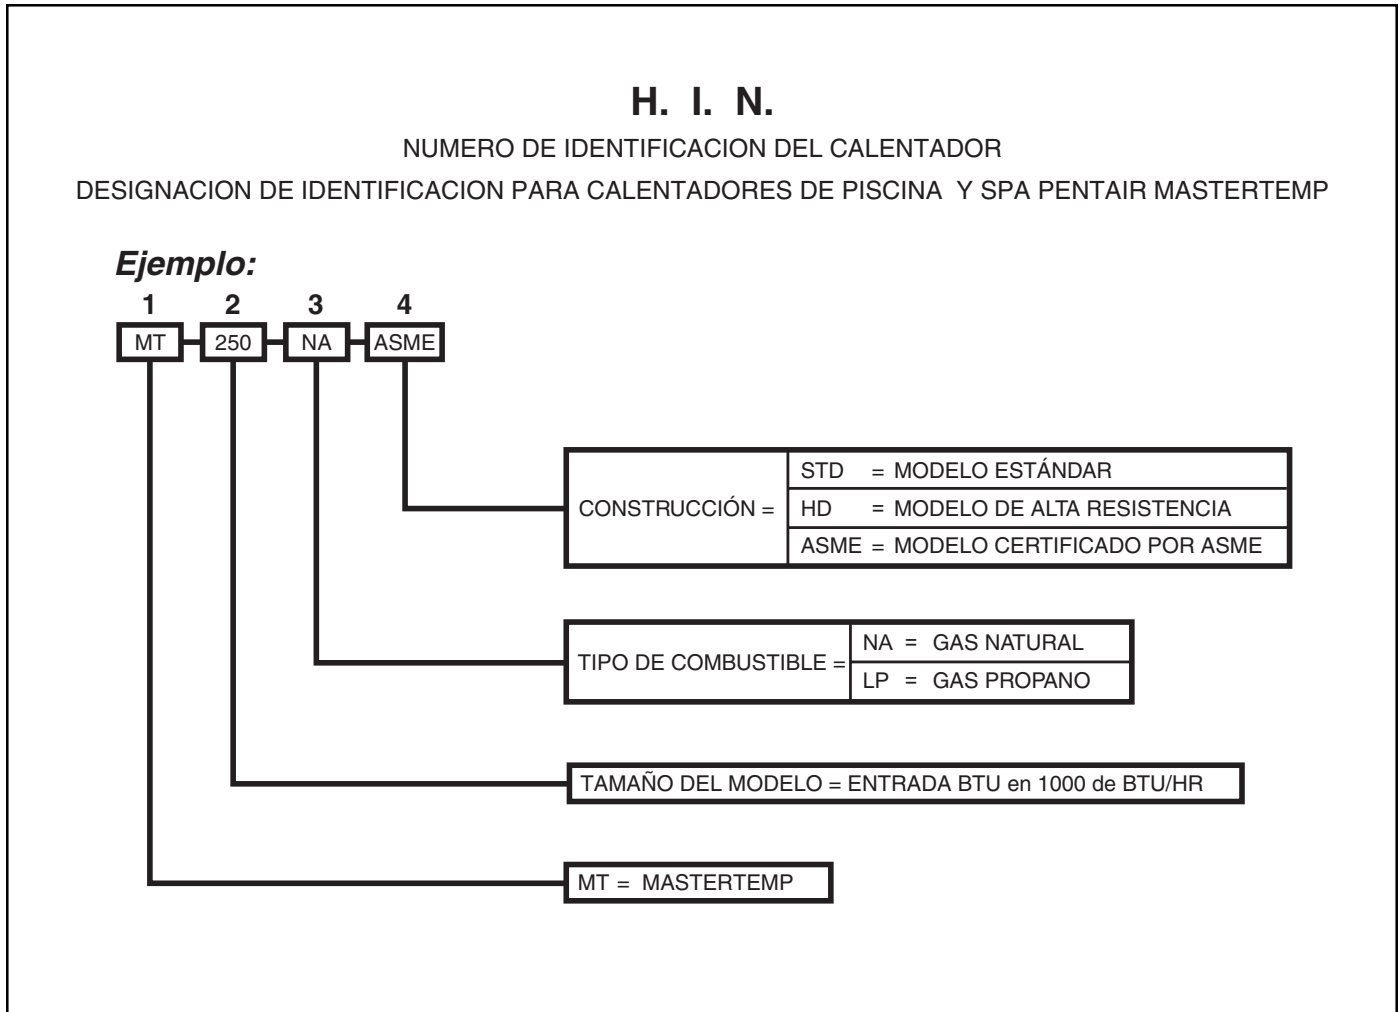 H. I. N.
NUMERO DE IDENTIFICACION DEL CALENTADOR
DESIGNACION DE IDENTIFICACION PARA CALENTADORES DE PISCINA Y SPA PENTAIR MASTERTEMP
Ejemplo:
1 2 3 4
MT 250 NA ASME
CONSTRUCCIÓN =
STD = MODELO ESTÁNDAR
HD = MODELO DE ALTA RESISTENCIA
ASME = MODELO CERTIFICADO POR ASME
TIPO DE COMBUSTIBLE =
NA = GAS NATURAL
LP = GAS PROPANO
TAMAÑO DEL MODELO = ENTRADA BTU en 1000 de BTU/HR
MT = MASTERTEMP